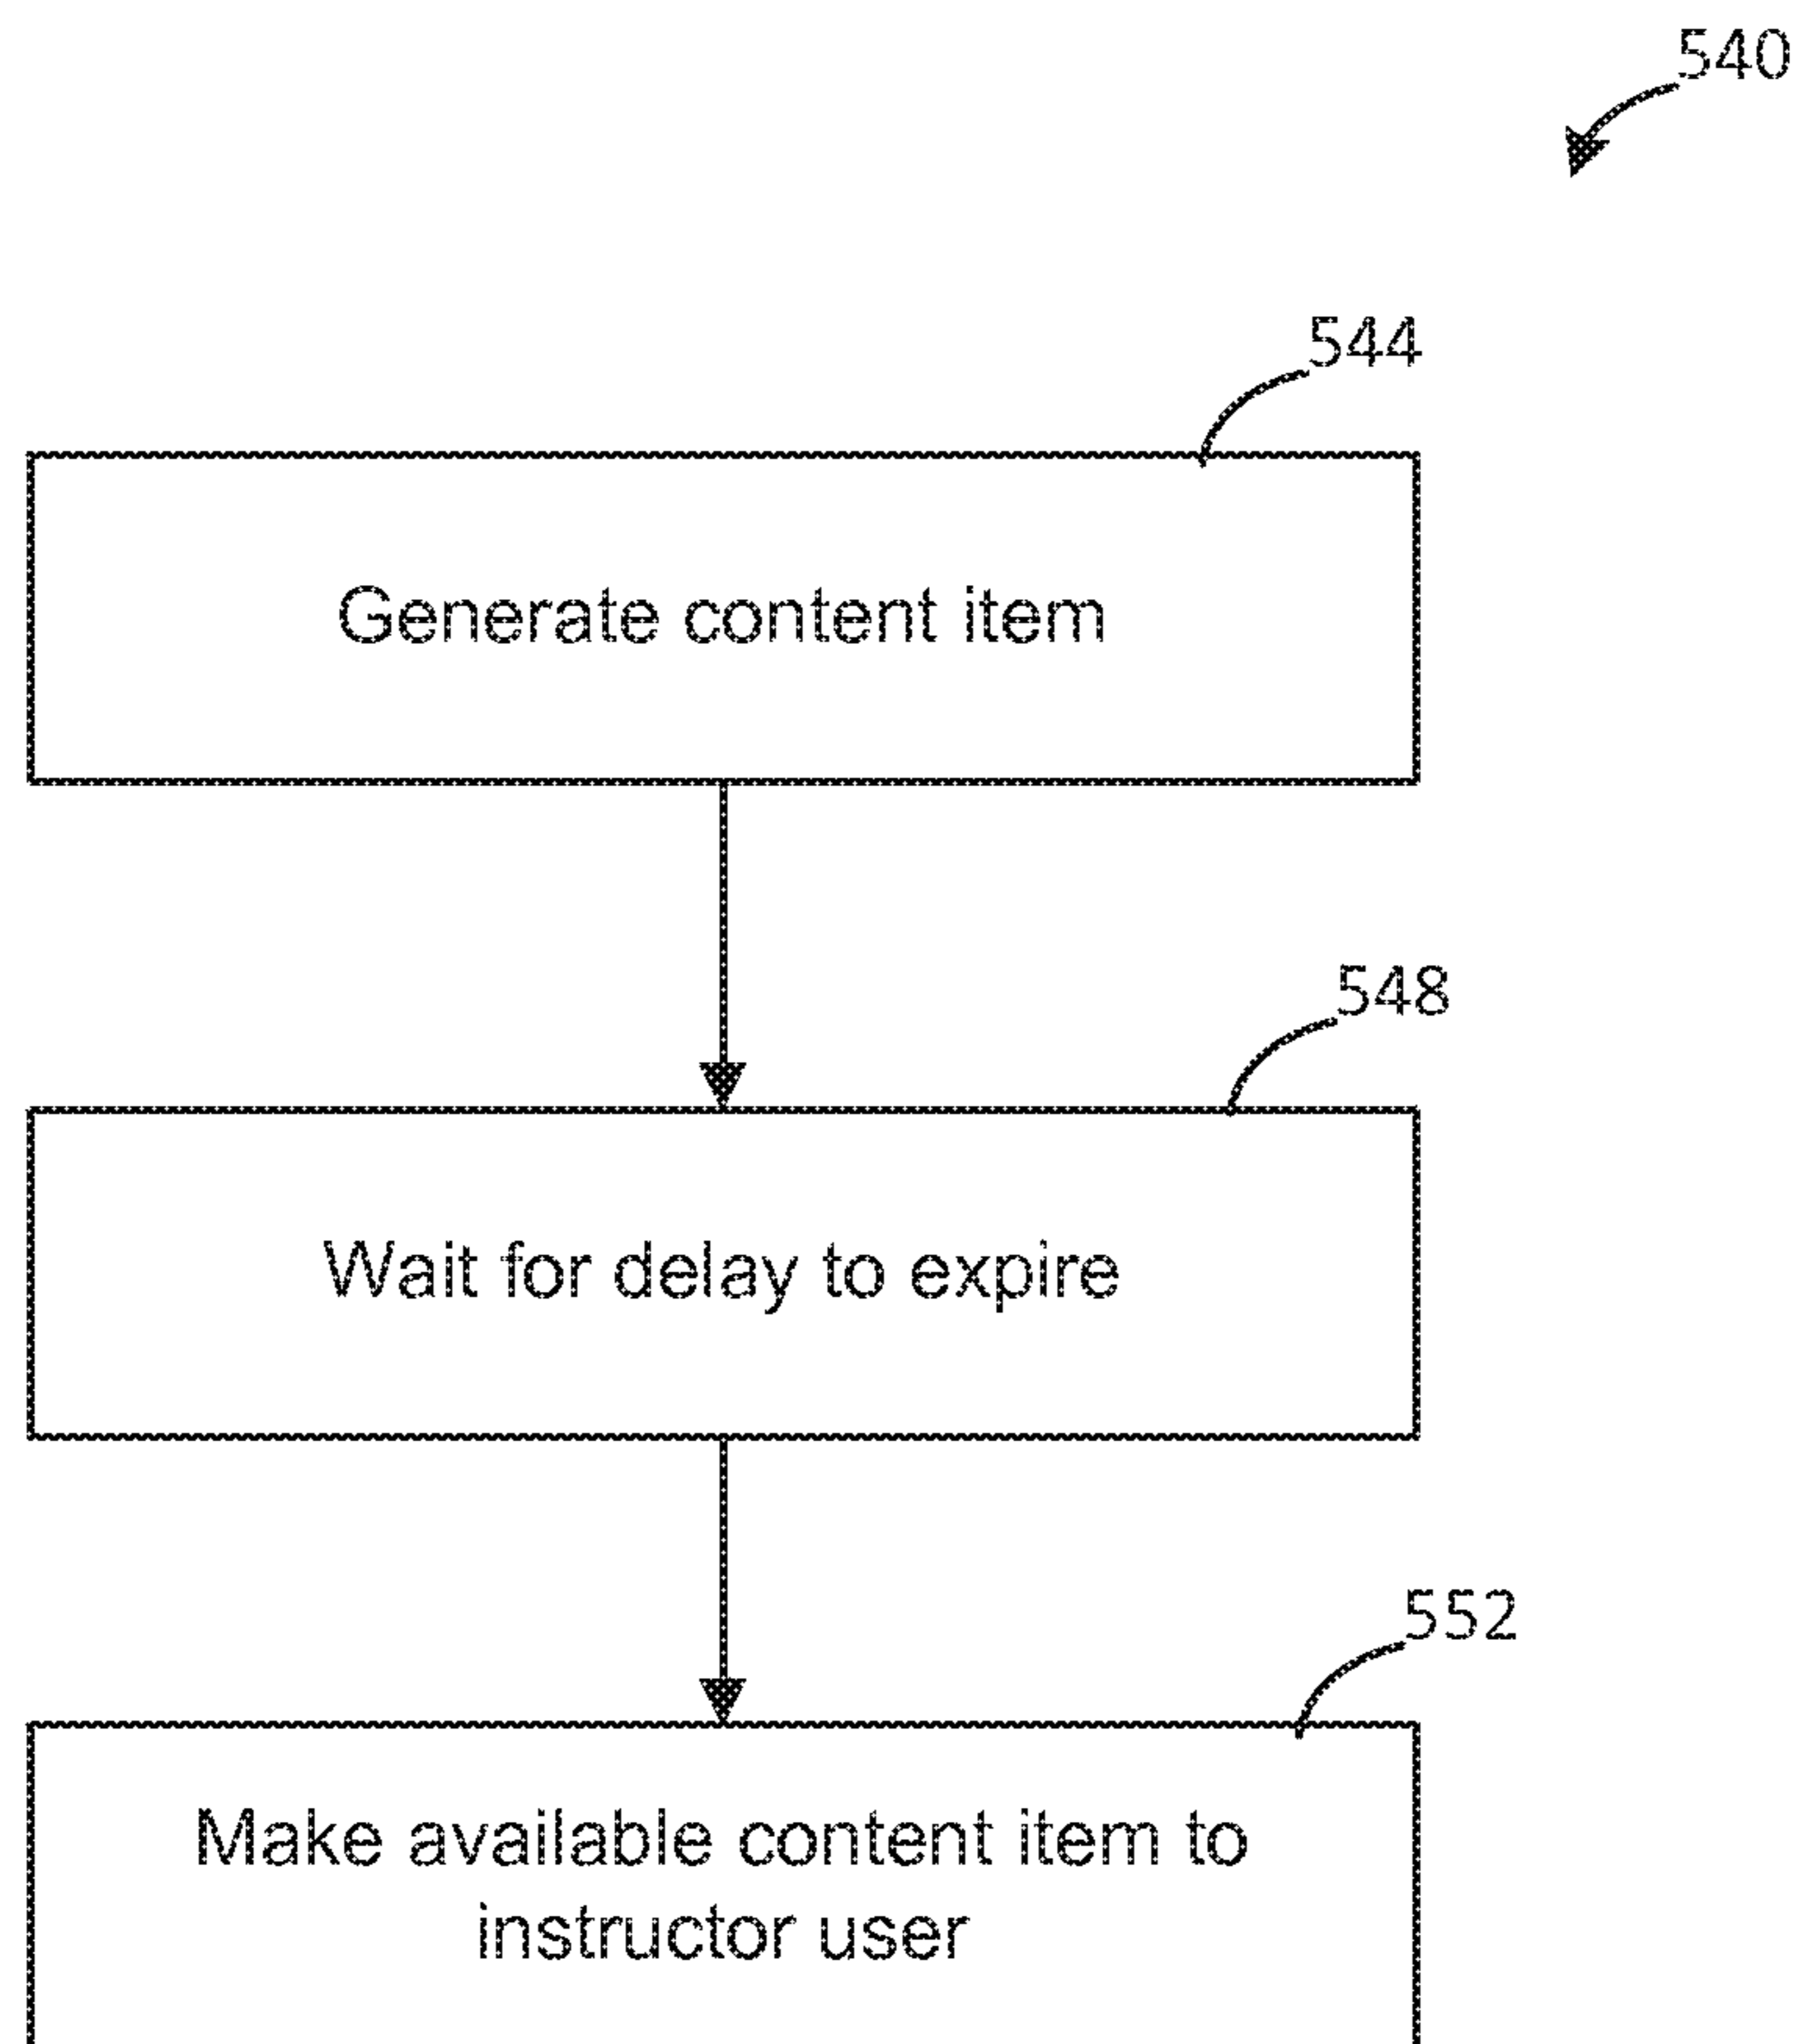 540
544
Generate content item
548
Wait for delay to expire
552
Make available content item to
instructor user